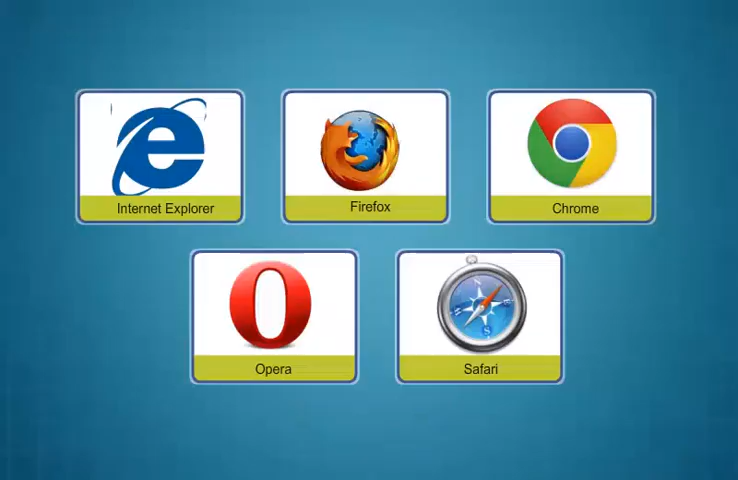 Internet Explorer
Firefox
Chrome
Opera
Safari